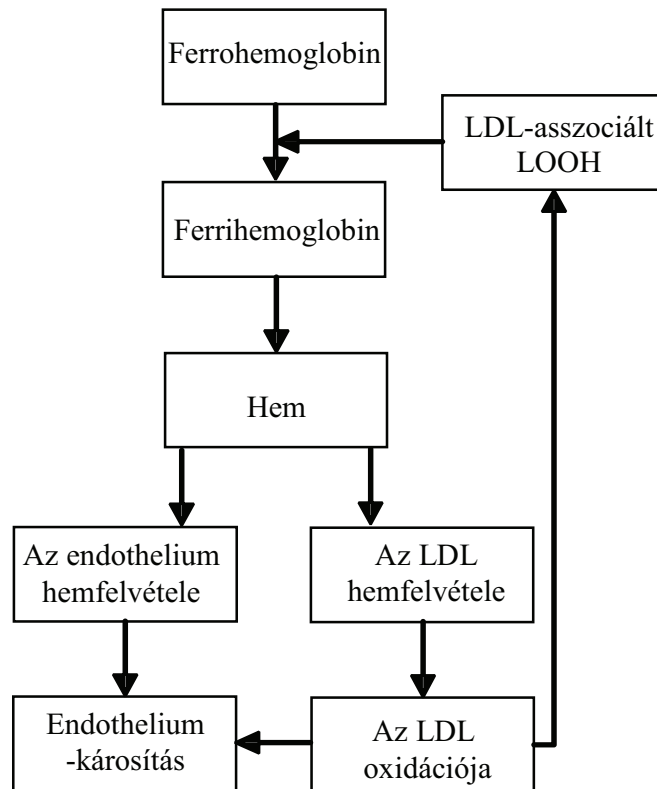 Ferrohemoglobin
LDL-asszociált
LOOH
Ferrihemoglobin
Hem
Az endothelium
hemfelvétele
Az LDL
hemfelvétele
Endothelium
-károsítás
Az LDL
oxidációja